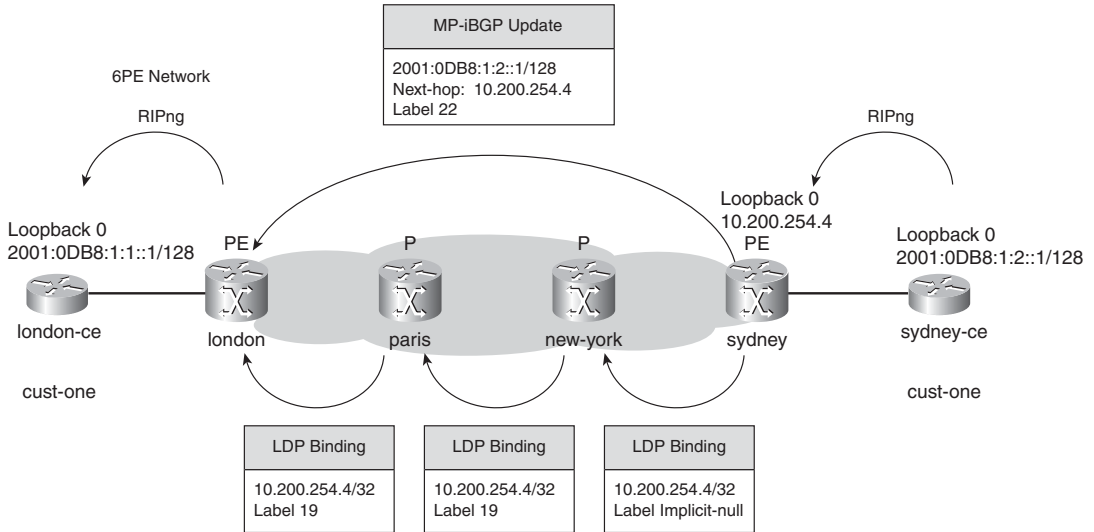 MP-iBGP Update
2001:0DB8:1:2::1/128
Next-hop: 10.200.254.4
Label 22
6PE Network
RIPng
RIPng
Loopback 0
2001:0DB8:1:1::1/128
PE
P
P
Loopback 0
10.200.254.4
PE
Loopback 0
2001:0DB8:1:2::1/128
london-ce
london
paris
new-york
sydney
sydney-ce
cust-one
cust-one
LDP Binding
10.200.254.4/32
Label 19
LDP Binding
10.200.254.4/32
Label 19
LDP Binding
10.200.254.4/32
Label Implicit-null